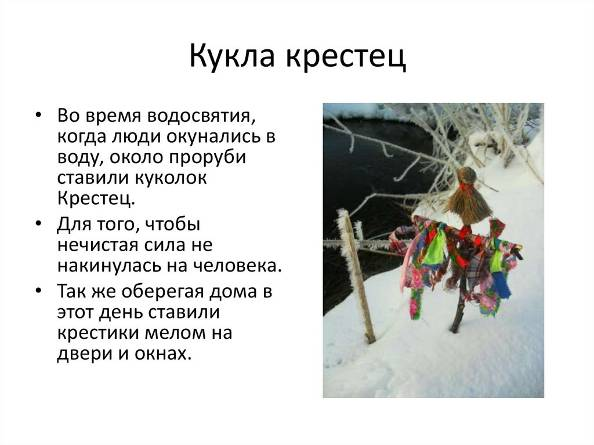 Кукла крестец
• Во время водосвятия,
когда люди окунались в
воду, около проруби
ставили куколок
Крестец.
• Для того, чтобы
нечистая сила не
накинулась на человека.
• Так же оберегая дома в
этот день ставили
крестики мелом на
двери и окнах.